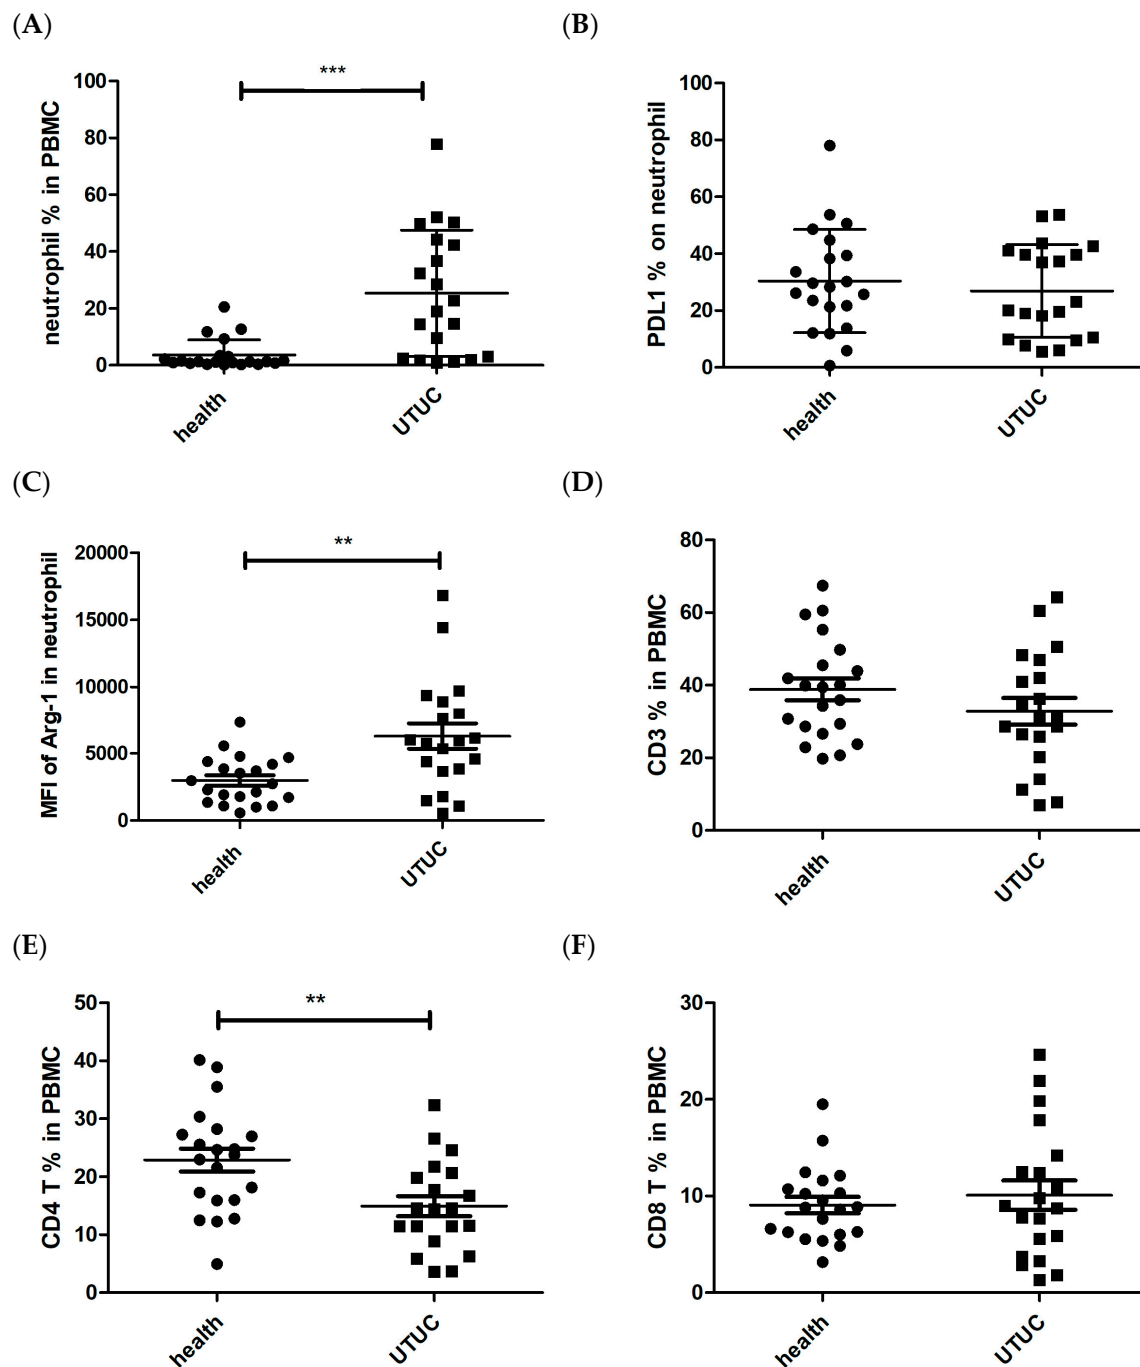 (A)
(B)
***
100
80
60
40
20
0
neutrophil % in PBMC
health
UTUC
100
80
60
40
20
0
PDL1 % on neutrophil
health
UTUC
(C)
(D)
**
20000
15000
10000
5000
0
MFI of Arg-1 in neutrophil
health
UTUC
80
60
40
20
0
CD3 % in PBMC
health
UTUC
(E)
(F)
**
50
40
30
20
10
0
CD4 T % in PBMC
health
UTUC
30
20
10
0
CD8 T % in PBMC
health
UTUC